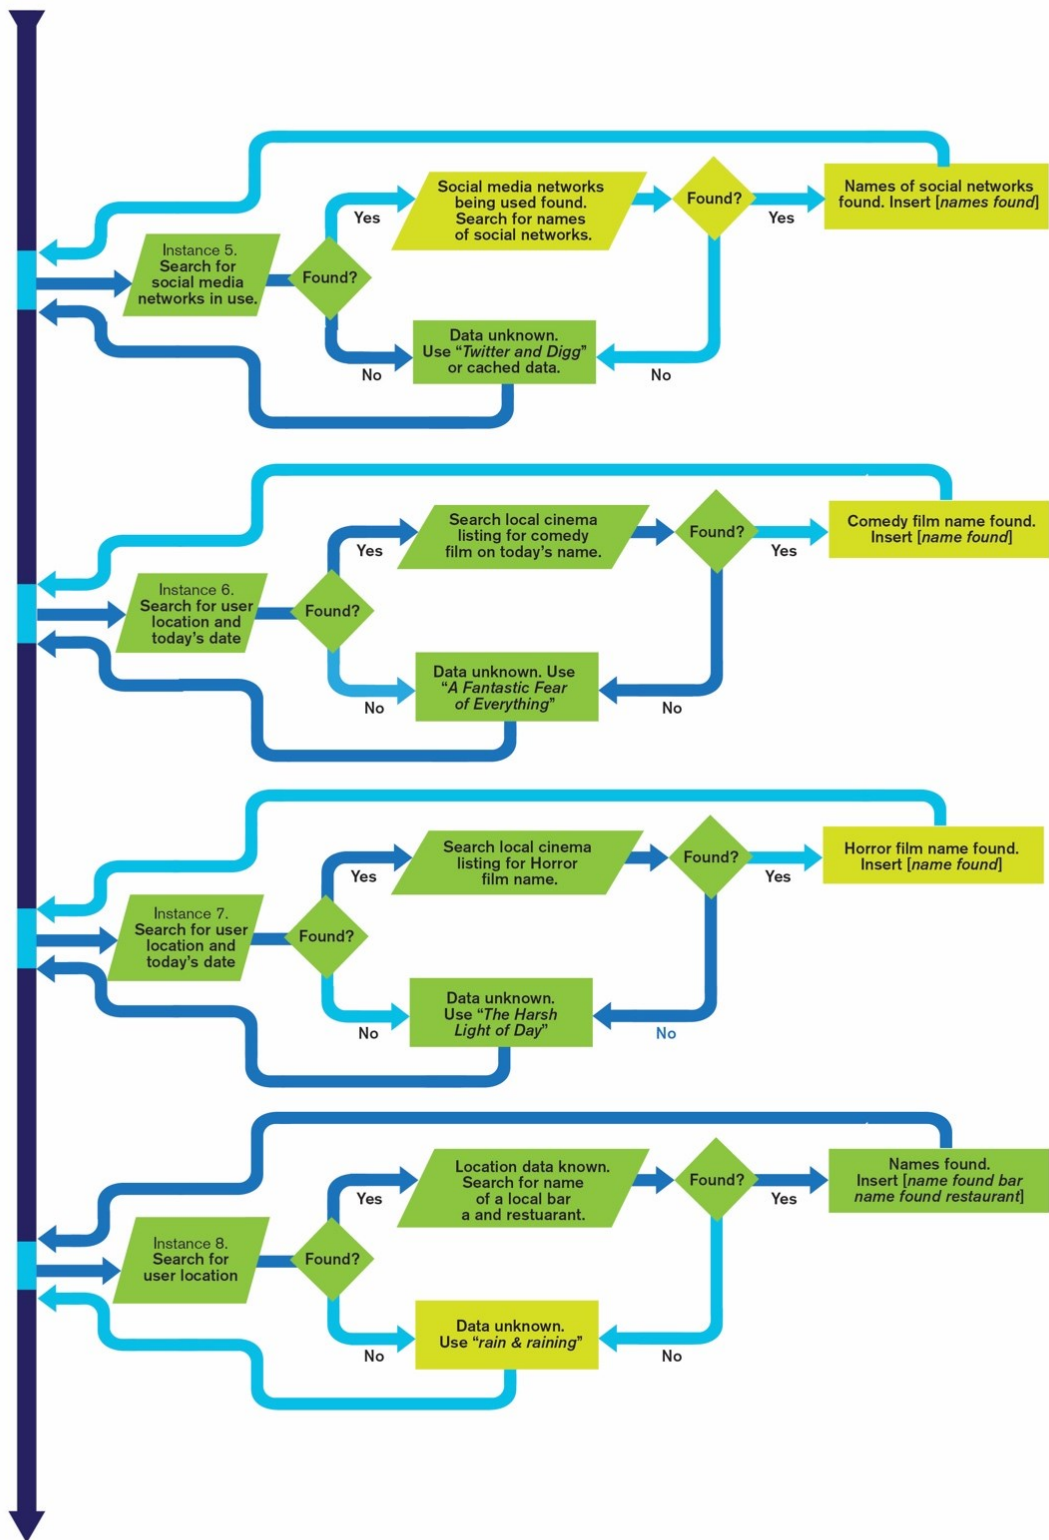 Social media networks
being used found.
Search for names
of social networks.
Found?
Names of social networks
found. Insert [names found]
Yes
Yes
Instance 5.
Search for
social media
networks in use.
Found?
Data unknown.
Use “Twitter and Digg”
or cached data.
No
No
Search local cinema
listing for comedy
film on today’s name.
Found?
Comedy film name found.
Insert [name found]
Yes
Yes
Instance 6.
Search for user
location and
today’s date
Found?
Data unknown. Use
“A Fantastic Fear
of Everything”
No
No
Search local cinema
listing for Horror
film name.
Found?
Horror film name found.
Insert [name found]
Yes
Yes
Instance 7.
Search for user
location and
today’s date
Found?
Data unknown.
Use “The Harsh
Light of Day”
No
No
Location data known.
Search for name
of a local bar
a and restuarant.
Found?
Names found.
Insert [name found bar
name found restaurant]
Yes
Yes
Instance 8.
Search for
user location
Found?
Data unknown.
Use “rain & raining”
No
No